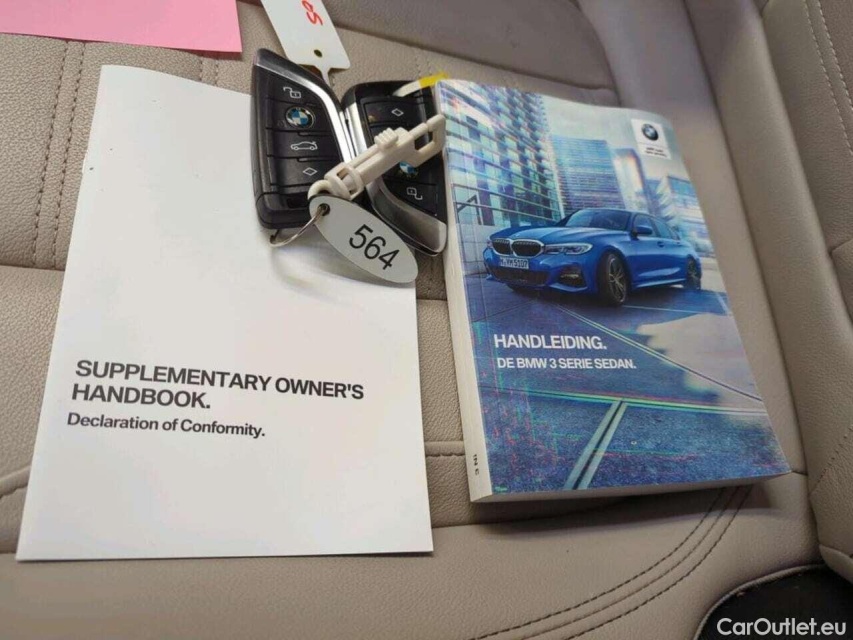 564
SUPPLEMENTARY OWNER'S
HANDBOOK.
Declaration of Conformity.
HANDLEIDING.
DE BMW 3 SERIE SEDAN.
CarOutlet.eu